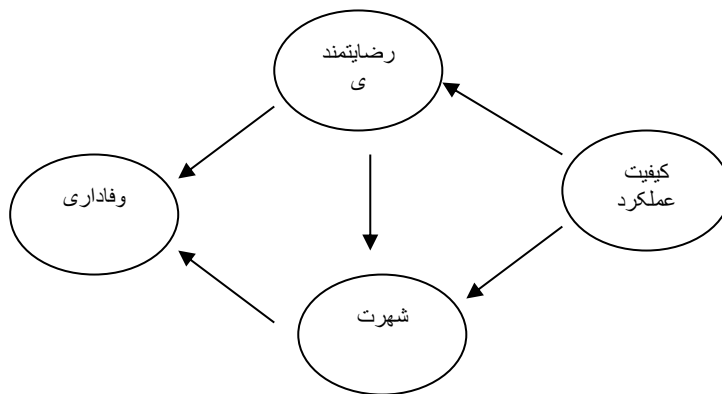 رضایتمند
ی
کیفیت
عملکرد
وفاداری
شهرت